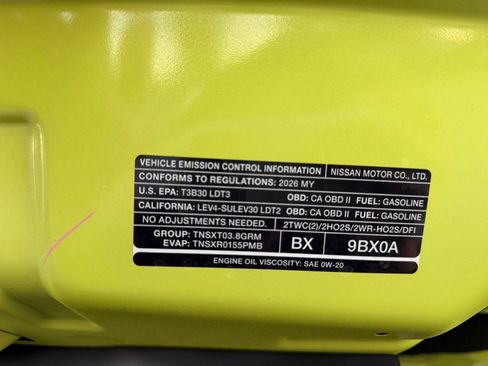 VEHICLE EMISSION CONTROL INFORMATION NISSAN MOTOR CO., LTD.
CONFORMS TO REGULATIONS: 2026 MY
U.S. EPA: T3B30 LDT3 OBD: CA OBD II FUEL: GASOLINE
CALIFORNIA: LEV4-SULEV30 LDT2 OBD: CA OBD II FUEL: GASOLINE
NO ADJUSTMENTS NEEDED. 2TWC(2)/2HO2S/2WR-HO2S/DFI
GROUP: TNSXT03.8GRM
EVAP: TNSXR0155PMB BX 9BX0A
ENGINE OIL VISCOSITY: SAE 0W-20